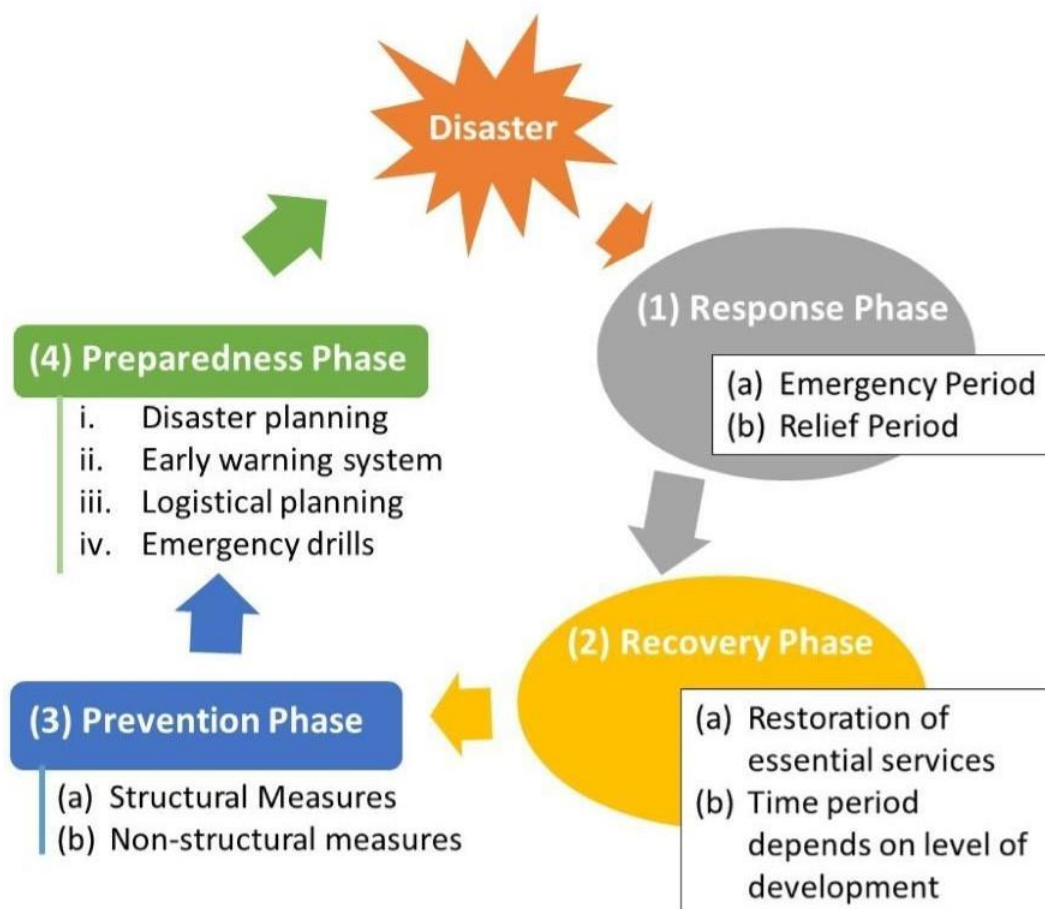 Disaster
(1) Response Phase
(a) Emergency Period
(b) Relief Period
(2) Recovery Phase
(a) Restoration of
essential services
(b) Time period
depends on level of
development
(3) Prevention Phase
(a) Structural Measures
(b) Non-structural measures
(4) Preparedness Phase
i. Disaster planning
ii. Early warning system
iii. Logistical planning
iv. Emergency drills